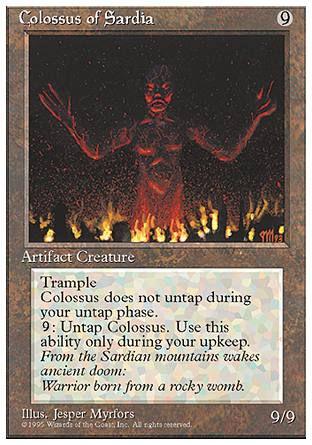 Colossus of Sardia 9
Artifact Creature
Trample
Colossus does not untap during
your untap phase.
9: Untap Colossus. Use this
ability only during your upkeep.
From the Sardian mountains wakes
ancient doom:
Warrior born from a rocky womb.
Illus. Jesper Myrfors
9/9
©1995 Wizards of the Coast, Inc. All rights reserved.